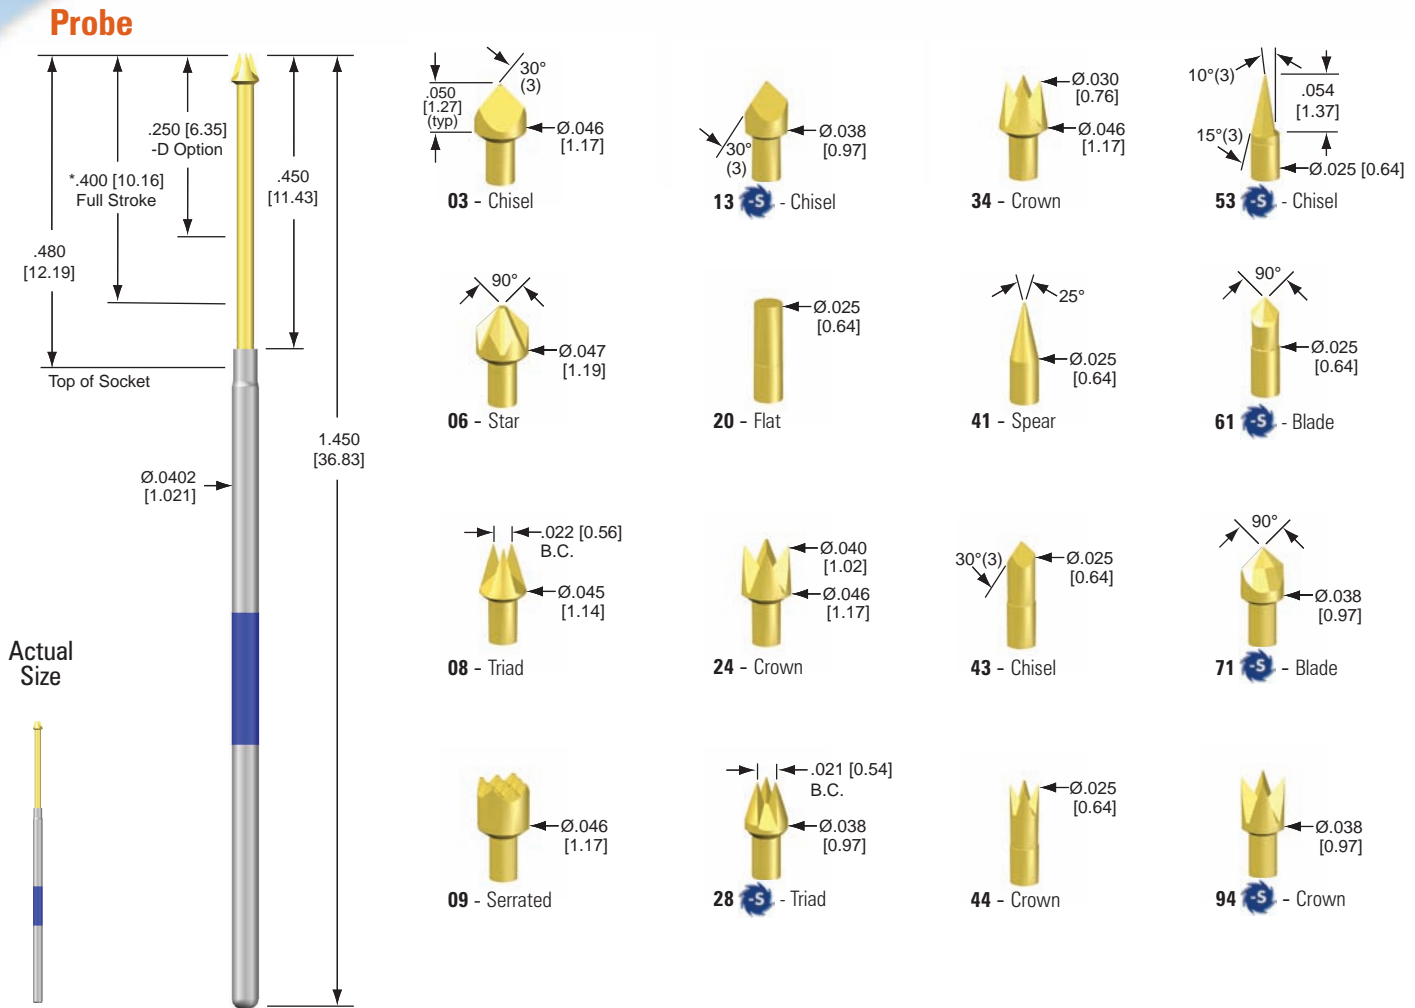 Probe
.250 [6.35]
-D Option
*.400 [10.16]
Full Stroke
.450
[11.43]
.480
[12.19]
Top of Socket
1.450
[36.83]
Ø.0402
[1.021]
Actual
Size
30°
(3)
.050
[1.27]
(typ)
Ø.046
[1.17]
03 - Chisel
30°
(3)
Ø.038
[0.97]
13 -S - Chisel
Ø.030
[0.76]
Ø.046
[1.17]
34 - Crown
10°(3)
.054
[1.37]
15°(3)
Ø.025 [0.64]
53 -S - Chisel
90°
Ø.047
[1.19]
06 - Star
Ø.025
[0.64]
20 - Flat
25°
Ø.025
[0.64]
41 - Spear
90°
Ø.025
[0.64]
61 -S - Blade
.022 [0.56]
B.C.
Ø.045
[1.14]
08 - Triad
Ø.040
[1.02]
Ø.046
[1.17]
24 - Crown
30°(3)
Ø.025
[0.64]
43 - Chisel
90°
Ø.038
[0.97]
71 -S - Blade
Ø.046
[1.17]
09 - Serrated
.021 [0.54]
B.C.
Ø.038
[0.97]
28 -S - Triad
Ø.025
[0.64]
44 - Crown
Ø.038
[0.97]
94 -S - Crown